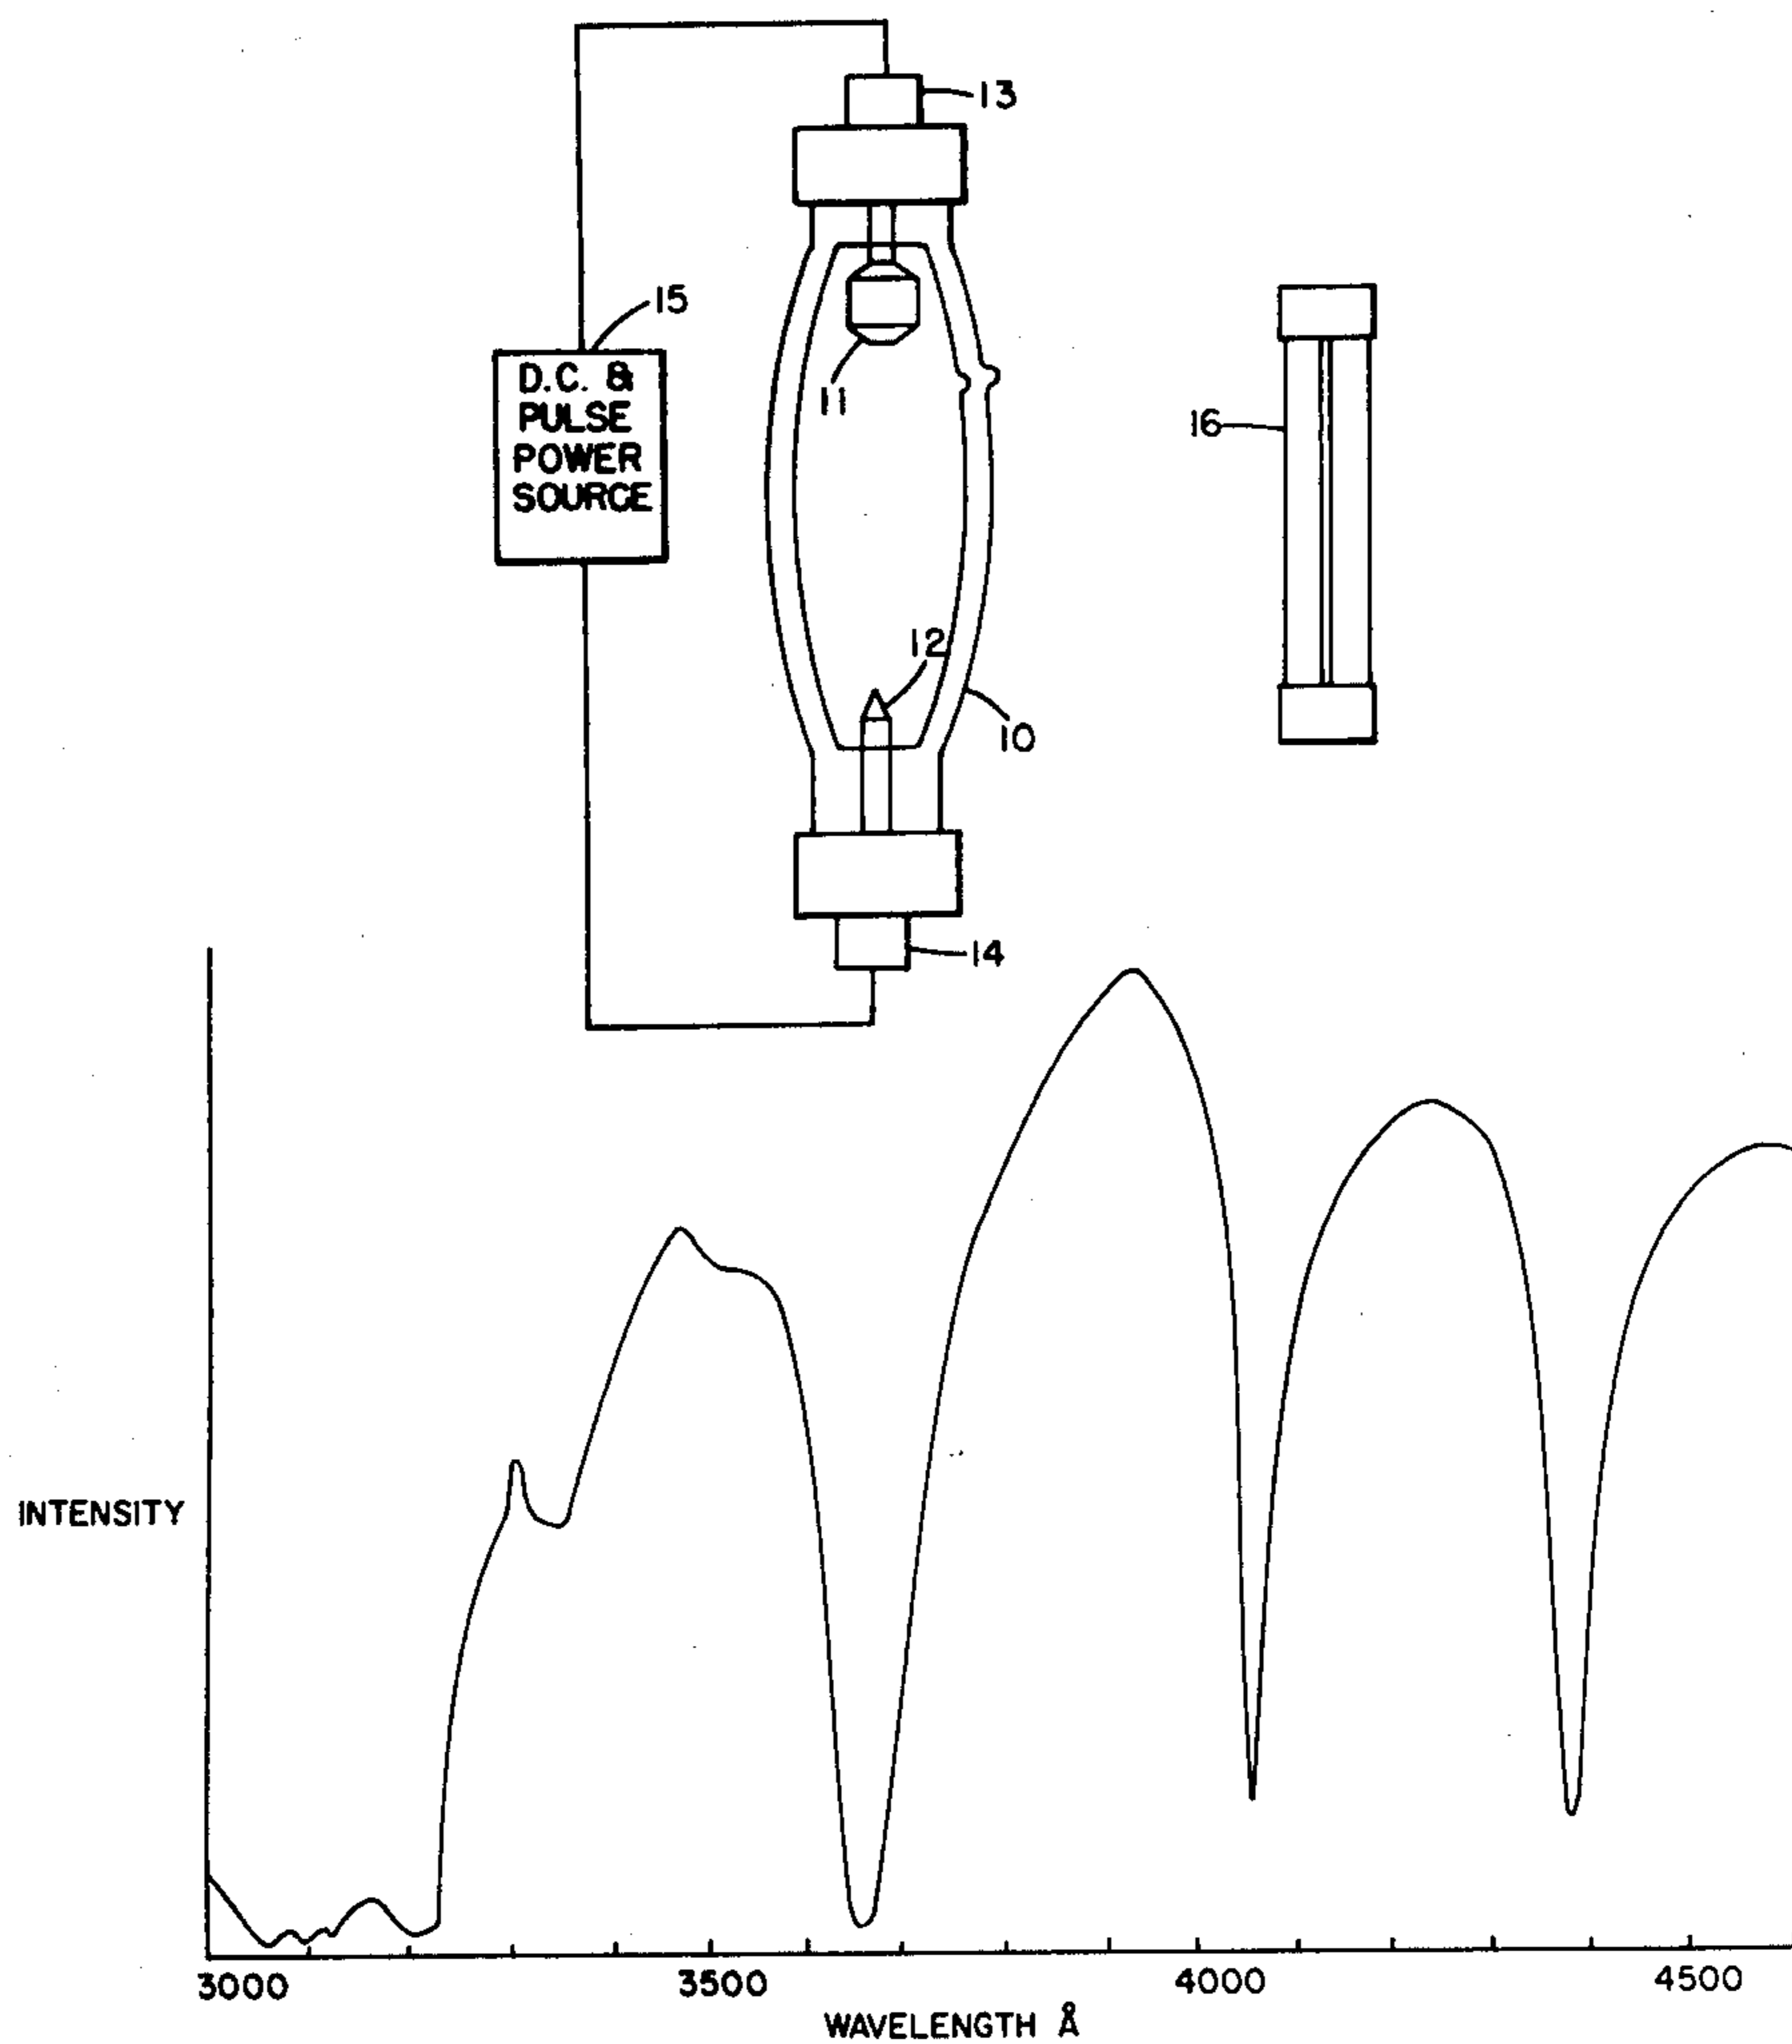 13
15
D.C. &
PULSE
POWER
SOURCE
11
16
12
10
14
INTENSITY
3000 3500 4000 4500
WAVELENGTH Å